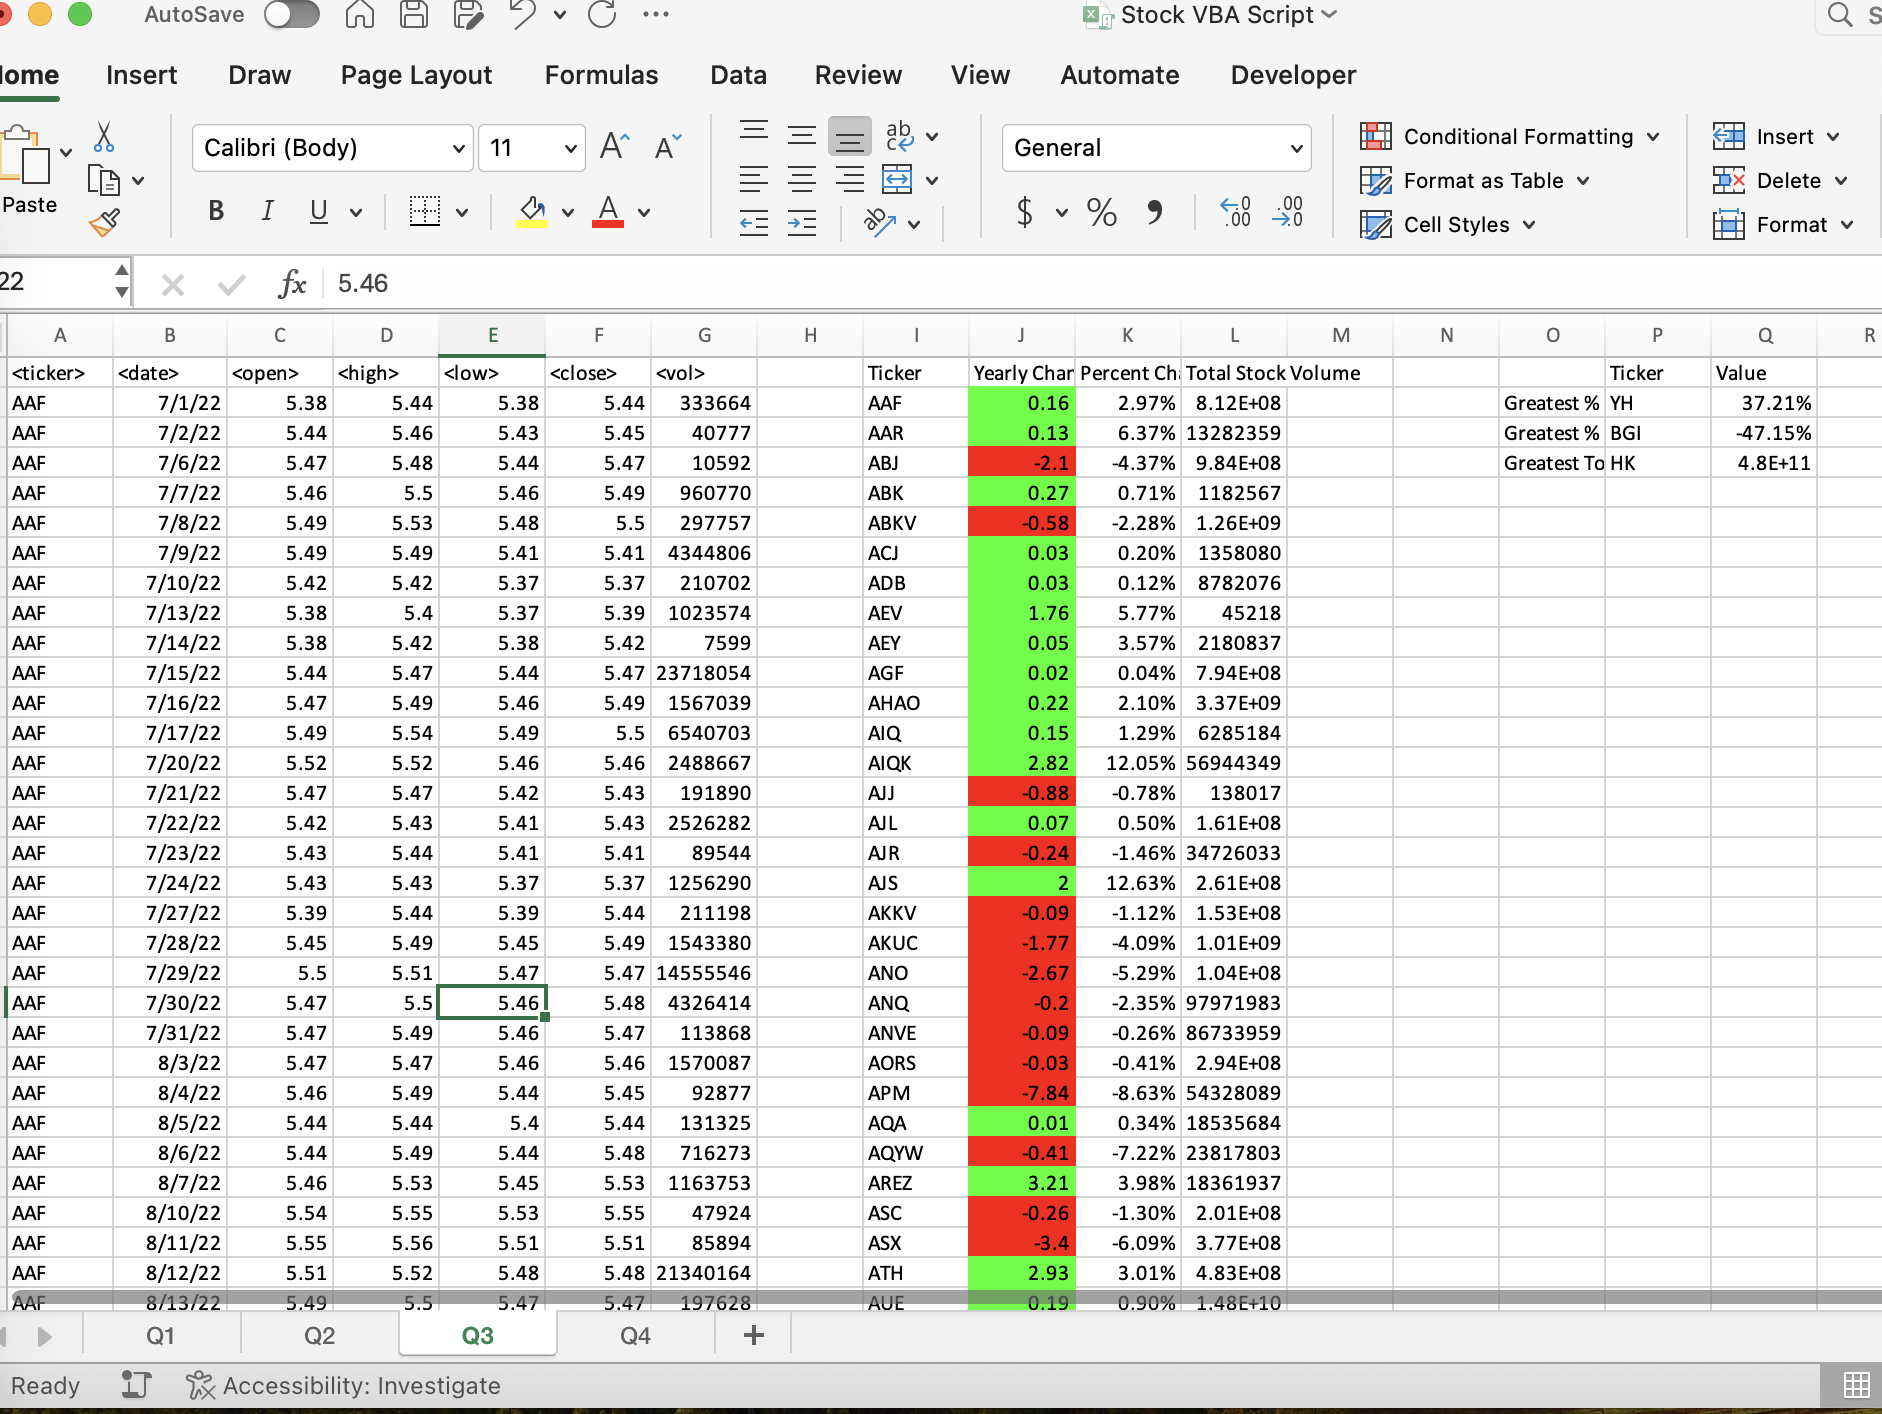 AutoSave Stock VBA Script
Insert Draw Page Layout Formulas Data Review View Automate Developer
Calibri (Body) 11 General Conditional Formatting Insert
Format as Table Delete
Paste B I U $ % Cell Styles Format
22 fx 5.46
A B C D E F G H I J K L M N O P Q R
<ticker> <date> <open> <high> <low> <close> <vol> Ticker Yearly Char Percent Ch Total Stock Volume Ticker Value
AAF 7/1/22 5.38 5.44 5.38 5.44 333664 AAF 0.16 2.97% 8.12E+08 Greatest % YH 37.21%
AAF 7/2/22 5.44 5.46 5.43 5.45 40777 AAR 0.13 6.37% 13282359 Greatest % BGI -47.15%
AAF 7/6/22 5.47 5.48 5.44 5.47 10592 ABJ -2.1 -4.37% 9.84E+08 Greatest To HK 4.8E+11
AAF 7/7/22 5.46 5.5 5.46 5.49 960770 ABK 0.27 0.71% 1182567
AAF 7/8/22 5.49 5.53 5.48 5.5 297757 ABKV -0.58 -2.28% 1.26E+09
AAF 7/9/22 5.49 5.49 5.41 5.41 4344806 ACJ 0.03 0.20% 1358080
AAF 7/10/22 5.42 5.42 5.37 5.37 210702 ADB 0.03 0.12% 8782076
AAF 7/13/22 5.38 5.4 5.37 5.39 1023574 AEV 1.76 5.77% 45218
AAF 7/14/22 5.38 5.42 5.38 5.42 7599 AEY 0.05 3.57% 2180837
AAF 7/15/22 5.44 5.47 5.44 5.47 23718054 AGF 0.02 0.04% 7.94E+08
AAF 7/16/22 5.47 5.49 5.46 5.49 1567039 AHAO 0.22 2.10% 3.37E+09
AAF 7/17/22 5.49 5.54 5.49 5.5 6540703 AIQ 0.15 1.29% 6285184
AAF 7/20/22 5.52 5.52 5.46 5.46 2488667 AIQK 2.82 12.05% 56944349
AAF 7/21/22 5.47 5.47 5.42 5.43 191890 AJJ -0.88 -0.78% 138017
AAF 7/22/22 5.42 5.43 5.41 5.43 2526282 AJL 0.07 0.50% 1.61E+08
AAF 7/23/22 5.43 5.44 5.41 5.41 89544 AJR -0.24 -1.46% 34726033
AAF 7/24/22 5.43 5.43 5.37 5.37 1256290 AJS 2 12.63% 2.61E+08
AAF 7/27/22 5.39 5.44 5.39 5.44 211198 AKKV -0.09 -1.12% 1.53E+08
AAF 7/28/22 5.45 5.49 5.45 5.49 1543380 AKUC -1.77 -4.09% 1.01E+09
AAF 7/29/22 5.5 5.51 5.47 5.47 14555546 ANO -2.67 -5.29% 1.04E+08
AAF 7/30/22 5.47 5.5 5.46 5.48 4326414 ANQ -0.2 -2.35% 97971983
AAF 7/31/22 5.47 5.49 5.46 5.47 113868 ANVE -0.09 -0.26% 86733959
AAF 8/3/22 5.47 5.47 5.46 5.46 1570087 AORS -0.03 -0.41% 2.94E+08
AAF 8/4/22 5.46 5.49 5.44 5.45 92877 APM -7.84 -8.63% 54328089
AAF 8/5/22 5.44 5.44 5.4 5.44 131325 AQA 0.01 0.34% 18535684
AAF 8/6/22 5.44 5.49 5.44 5.48 716273 AQYW -0.41 -7.22% 23817803
AAF 8/7/22 5.46 5.53 5.45 5.53 1163753 AREZ 3.21 3.98% 18361937
AAF 8/10/22 5.54 5.55 5.53 5.55 47924 ASC -0.26 -1.30% 2.01E+08
AAF 8/11/22 5.55 5.56 5.51 5.51 85894 ASX -3.4 -6.09% 3.77E+08
AAF 8/12/22 5.51 5.52 5.48 5.48 21340164 ATH 2.93 3.01% 4.83E+08
AAF 8/13/22 5.49 5.5 5.47 5.47 197628 AUE 0.19 0.90% 1.48E+10
Q1 Q2 Q3 Q4 +
Ready Accessibility: Investigate